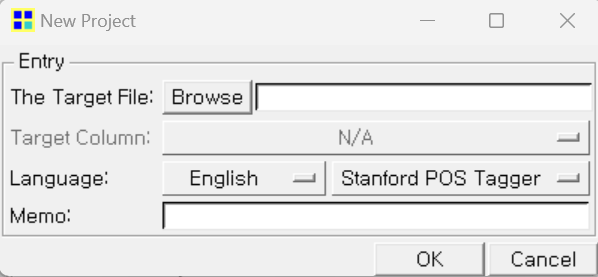 New Project
Entry
The Target File: Browse
Target Column: N/A
Language: English Stanford POS Tagger
Memo:
OK Cancel